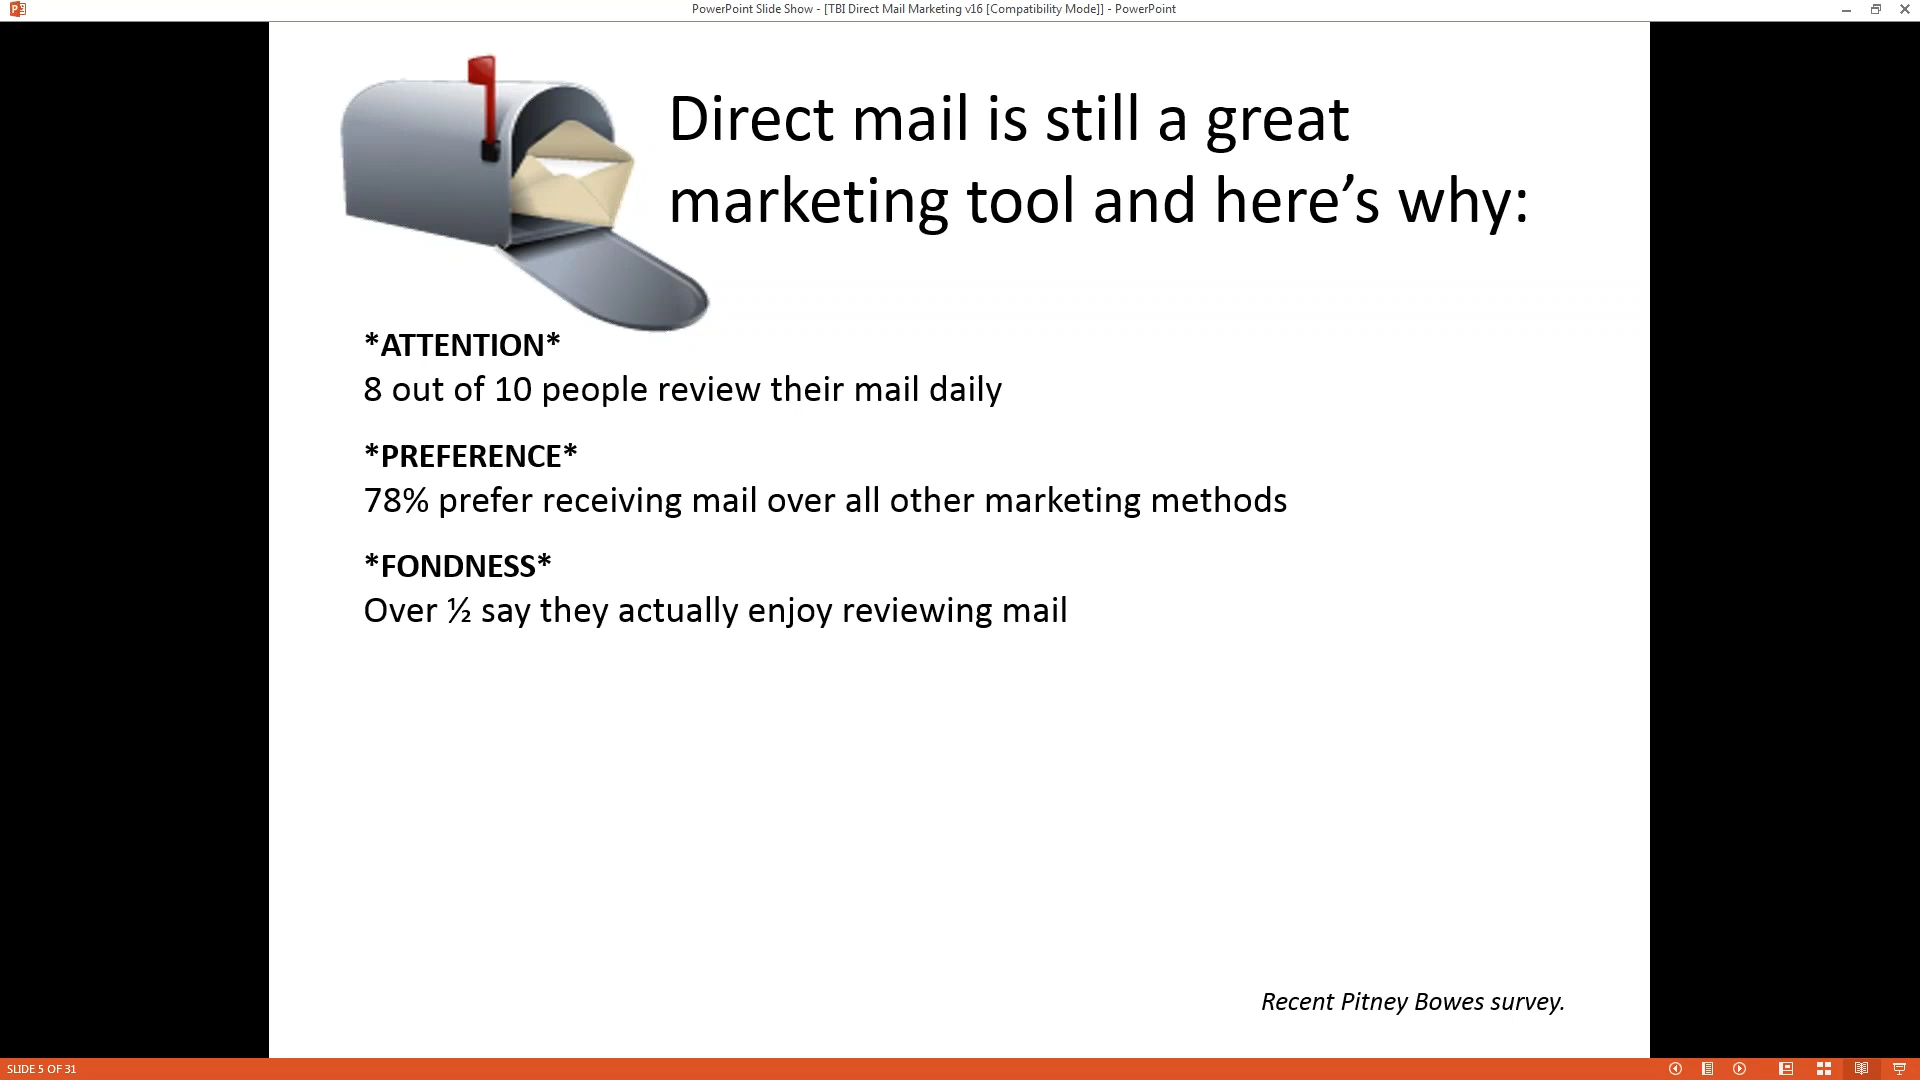 PowerPoint Slide Show - [TBI Direct Mail Marketing v16 [Compatibility Mode]] - PowerPoint
Direct mail is still a great
marketing tool and here’s why:
*ATTENTION*
8 out of 10 people review their mail daily
*PREFERENCE*
78% prefer receiving mail over all other marketing methods
*FONDNESS*
Over ½ say they actually enjoy reviewing mail
Recent Pitney Bowes survey.
SLIDE 5 OF 31